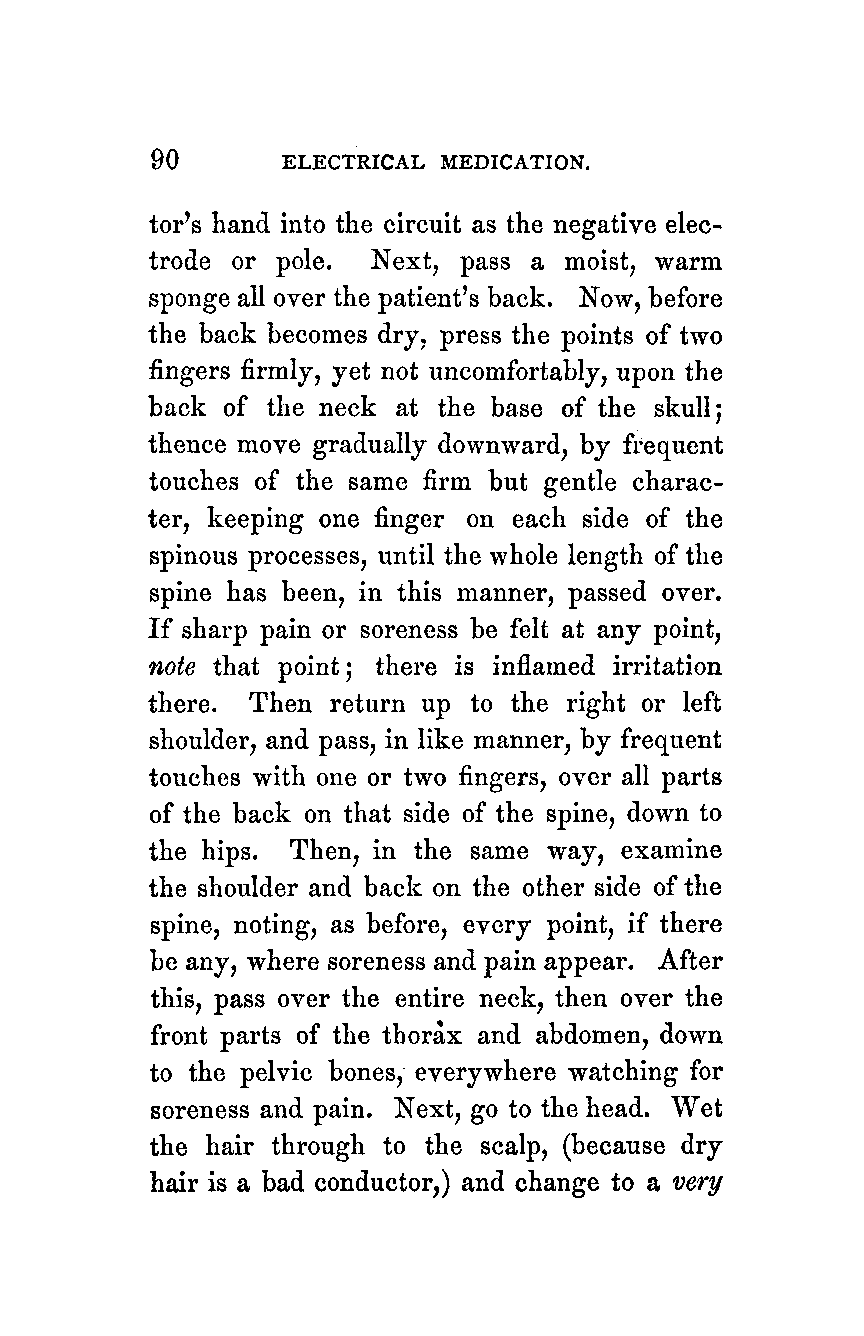 90 ELECTRICAL MEDICATION.
tor's hand into the circuit as the negative elec-
trode or pole. Next, pass a moist, warm
sponge all over the patient's back. Now, before
the back becomes dry, press the points of two
fingers firmly, yet not uncomfortably, upon the
back of the neck at the base of the skull;
thence move gradually downward, by frequent
touches of the same firm but gentle charac-
ter, keeping one finger on each side of the
spinous processes, until the whole length of the
spine has been, in this manner, passed over.
If sharp pain or soreness be felt at any point,
note that point; there is inflamed irritation
there. Then return up to the right or left
shoulder, and pass, in like manner, by frequent
touches with one or two fingers, over all parts
of the back on that side of the spine, down to
the hips. Then, in the same way, examine
the shoulder and back on the other side of the
spine, noting, as before, every point, if there
be any, where soreness and pain appear. After
this, pass over the entire neck, then over the
front parts of the thorax and abdomen, down
to the pelvic bones, everywhere watching for
soreness and pain. Next, go to the head. Wet
the hair through to the scalp, (because dry
hair is a bad conductor,) and change to a very